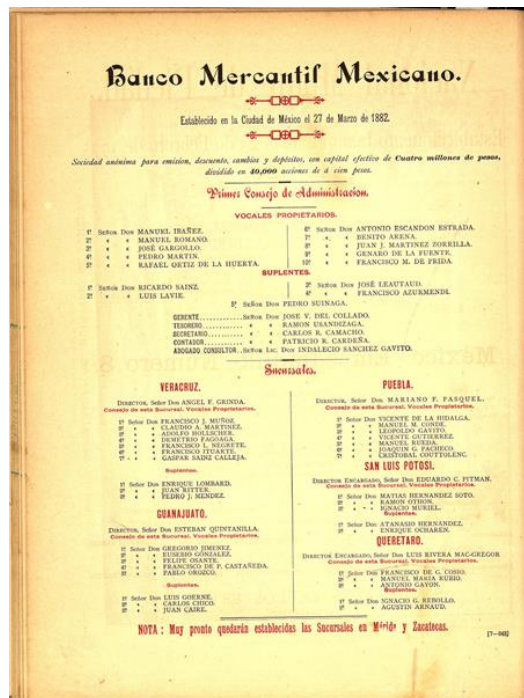 Banco Mercantil Mexicano.
Establecido en la Ciudad de México el 27 de Marzo de 1882.
Sociedad anónima para emision, descuento, cambios y depósitos, con capital efectivo de Cuatro millones de pesos,
dividido en 40,000 acciones de á cien pesos.
Primer Consejo de Administracion.
VOCALES PROPIETARIOS.
1º Señor Don MANUEL IBAÑEZ.
2º « « MANUEL ROMANO.
3º « « JOSÉ GARGOLLO.
4º « « PEDRO MARTIN.
5º « « RAFAEL ORTIZ DE LA HUERTA.
6º Señor Don ANTONIO ESCANDON ESTRADA.
7º « « BENITO ARENA.
8º « « JUAN J. MARTINEZ ZORRILLA.
9º « « GENARO DE LA FUENTE.
10º « « FRANCISCO M. DE PRIDA.
SUPLENTES.
1º Señor Don RICARDO SAINZ.
2º « « LUIS LAVIE.
3º Señor Don JOSÉ LEAUTAUD.
4º « « FRANCISCO AZURMENDI.
5º Señor Don PEDRO SUINAGA.
GERENTE............Señor Don JOSE V. DEL COLLADO.
TESORERO........... « « RAMON USANDIZAGA.
SECRETARIO......... « « CARLOS R. CAMACHO.
CONTADOR........... « « PATRICIO R. CARDEÑA.
ABOGADO CONSULTOR..Señor Lic. Don INDALECIO SANCHEZ GAVITO.
Sucursales.
VERACRUZ.
Director, Señor Don ANGEL F. GRINDA.
Consejo de esta Sucursal. Vocales Propietarios.
1º Señor Don FRANCISCO J. MUÑOZ.
2º « « CLAUDIO A. MARTINEZ.
3º « « ADOLFO HOLLSCHER.
4º « « DEMETRIO FAGOAGA.
5º « « FRANCISCO L. NEGRETE.
6º « « FRANCISCO ITUARTE.
7º « « GASPAR SADIZ CALLEJA.
Suplentes.
1º Señor Don ENRIQUE LOMBARD.
2º « « JUAN RITTER.
3º « « PEDRO J. MENDEZ.
GUANAJUATO.
Director, Señor Don ESTEBAN QUINTANILLA.
Consejo de esta Sucursal. Vocales Propietarios.
1º Señor Don GREGORIO JIMENEZ.
2º « « EUSEBIO GONZALEZ.
3º « « FELIPE OSANTE.
4º « « FRANCISCO DE P. CASTAÑEDA.
5º « « PABLO OROZCO.
Suplentes.
1º Señor Don LUIS GOERNE.
2º « « CARLOS CHICO.
3º « « JUAN CAIRE.
PUEBLA.
Director, Señor Don MARIANO F. PASQUEL.
Consejo de esta Sucursal. Vocales Propietarios.
1º Señor Don VICENTE DE LA HIDALGA.
2º « « MANUEL M. CONDE.
3º « « LEOPOLDO GAVITO.
4º « « VICENTE GUTIERREZ.
5º « « MANUEL RUEDA.
6º « « JOAQUIN G. PACHECO.
7º « « CRISTOBAL COUTTOLENC.
SAN LUIS POTOSI.
Director Encargado, Señor Don EDUARDO C. PITMAN.
Consejo de esta Sucursal. Vocales Propietarios.
1º Señor Don MATIAS HERNANDEZ SOTO.
2º « « RAMON OTHON.
3º « « IGNACIO MURIEL.
Suplentes.
1º Señor Don ATANASIO HERNANDEZ.
2º « « ENRIQUE OCHAREN.
QUERETARO.
Director Encargado, Señor Don LUIS RIVERA MAC-GREGOR
Consejo de esta Sucursal. Vocales Propietarios.
1º Señor Don FRANCISCO DE G. COSIO.
2º « « MANUEL MARIA RUBIO.
3º « « ANTONIO GAYON.
Suplentes.
1º Señor Don IGNACIO G. REBOLLO.
2º « « AGUSTIN ARNAUD.
NOTA : Muy pronto quedarán establecidas las Sucursales en Mérida y Zacatecas.